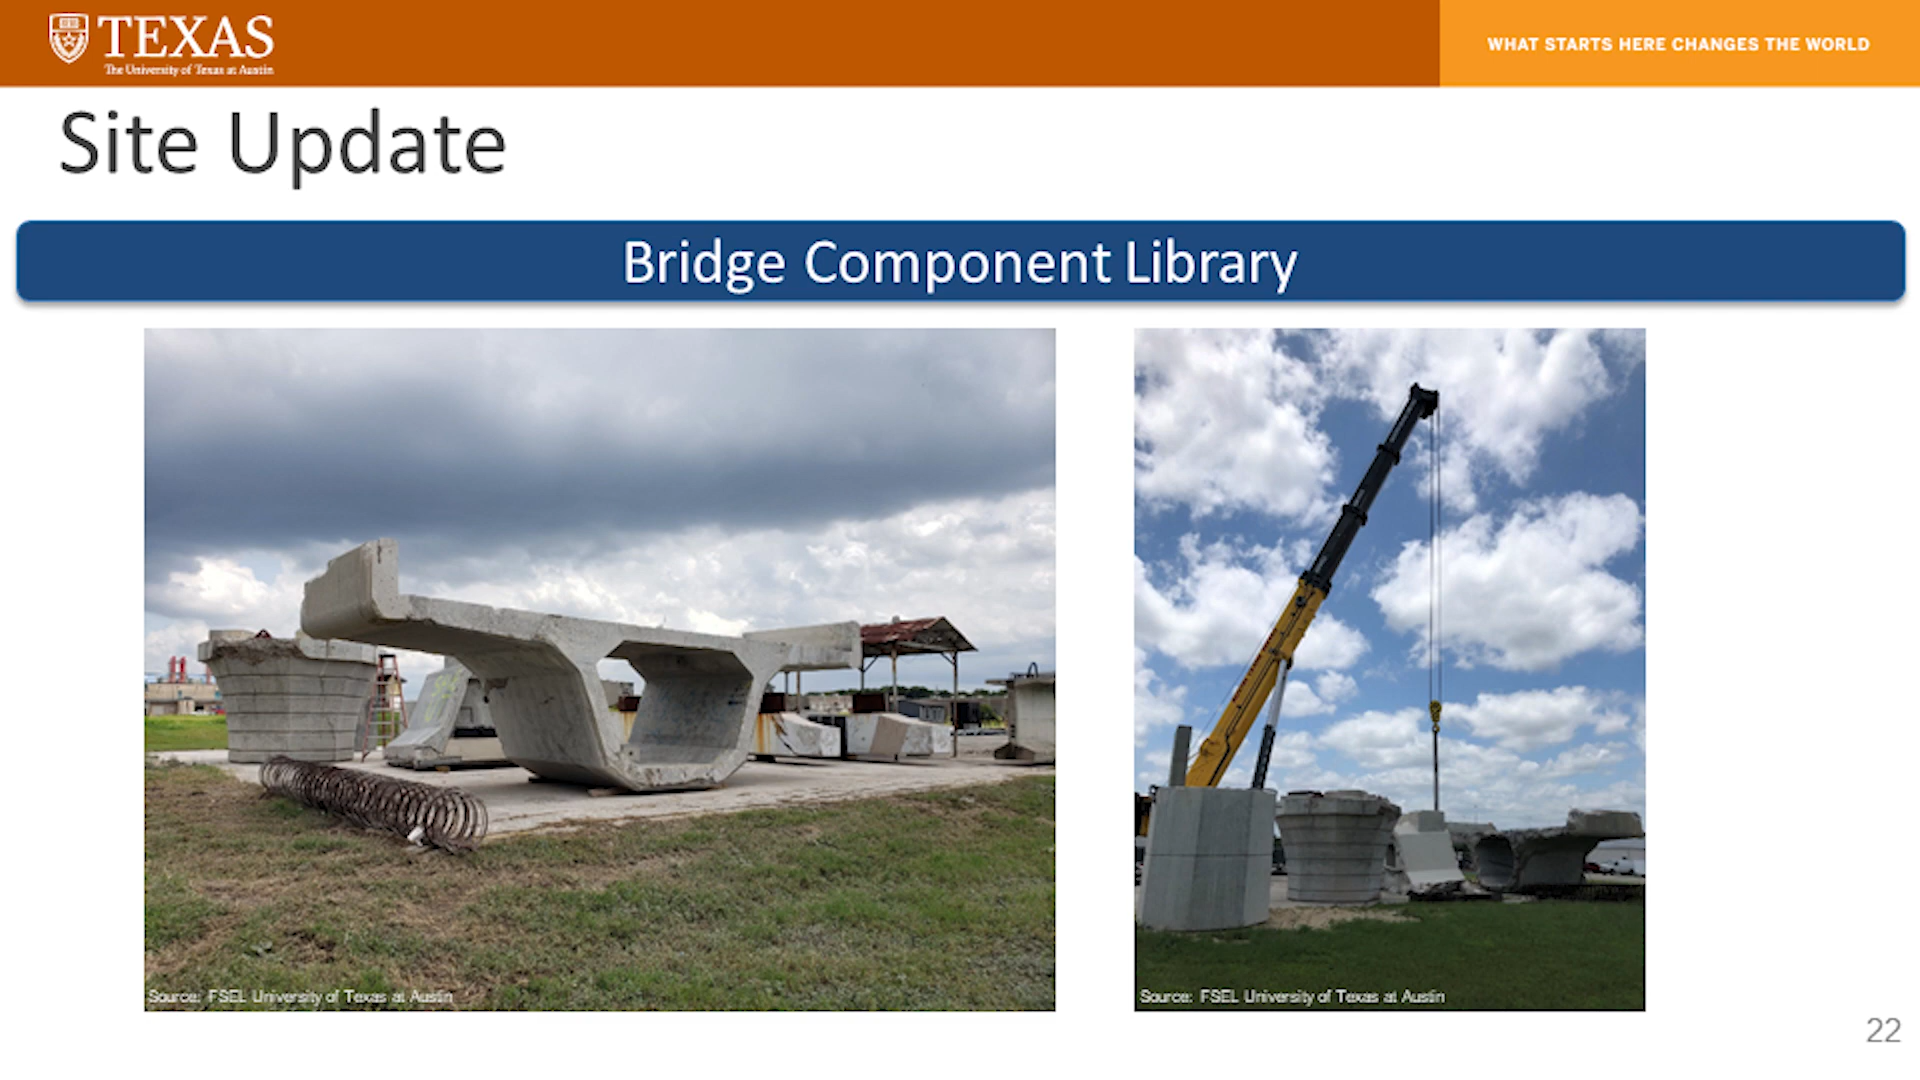 TEXAS
The University of Texas at Austin
WHAT STARTS HERE CHANGES THE WORLD
Site Update
Bridge Component Library
Source: FSEL University of Texas at Austin
Source: FSEL University of Texas at Austin
22